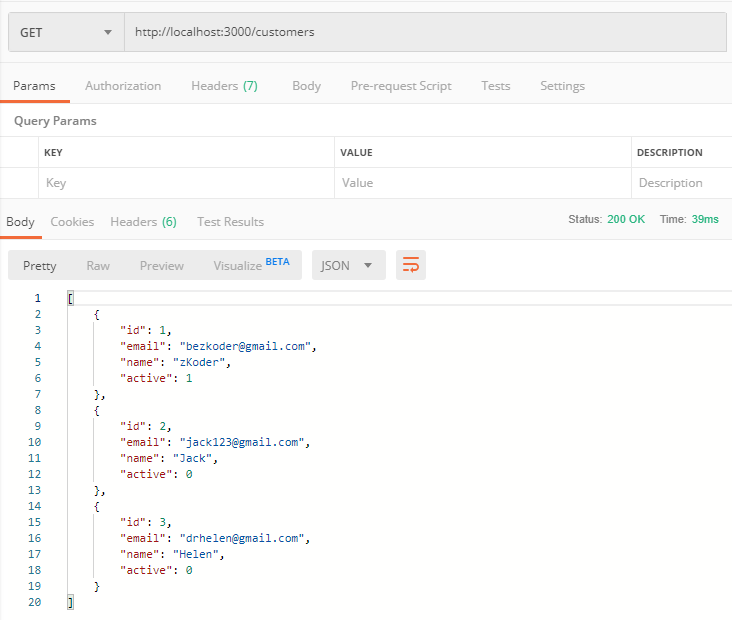 GET http://localhost:3000/customers
Params Authorization Headers (7) Body Pre-request Script Tests Settings
Query Params
KEY VALUE DESCRIPTION
Key Value Description
Body Cookies Headers (6) Test Results Status: 200 OK Time: 39ms
Pretty Raw Preview Visualize BETA JSON
1 [
2 {
3 "id": 1,
4 "email": "bezkoder@gmail.com",
5 "name": "zKoder",
6 "active": 1
7 },
8 {
9 "id": 2,
10 "email": "jack123@gmail.com",
11 "name": "Jack",
12 "active": 0
13 },
14 {
15 "id": 3,
16 "email": "drhelen@gmail.com",
17 "name": "Helen",
18 "active": 0
19 }
20 ]